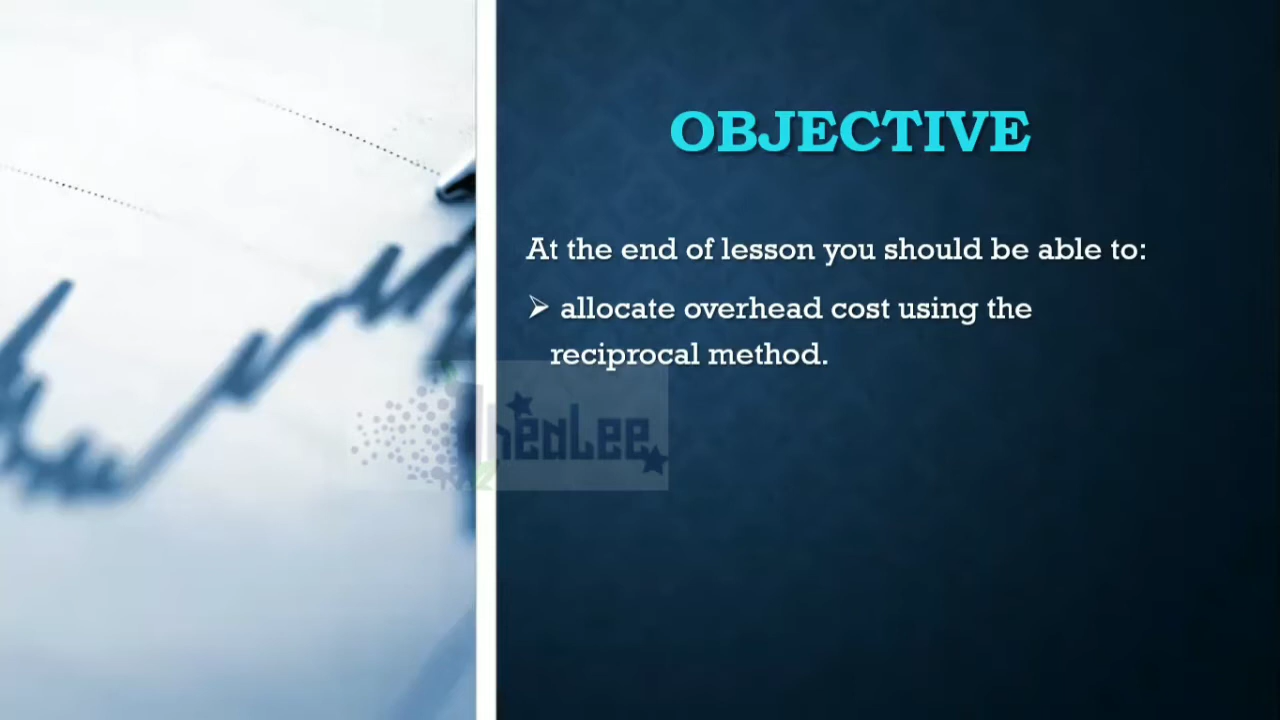 OBJECTIVE
At the end of lesson you should be able to:
➢ allocate overhead cost using the
reciprocal method.